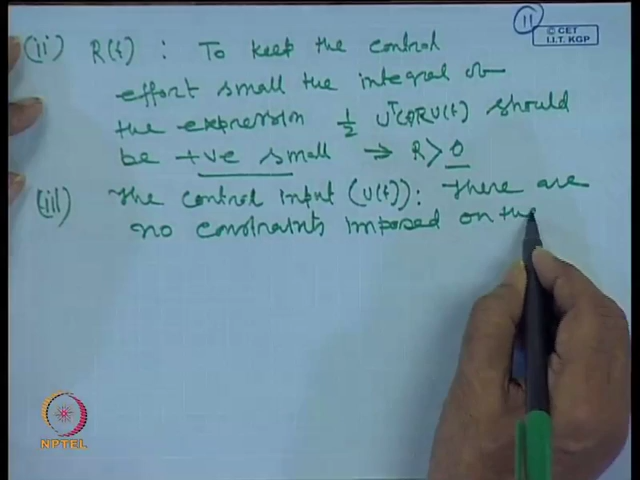 11
© CET
I.I.T. KGP
(ii) R(t) : To keep the control
effort small the integral or
the expression 1/2 Uᵀ(t)RU(t) should
be +ve small → R>0
(iii) The control input (U(t)): There are
no constraints imposed on the
NPTEL